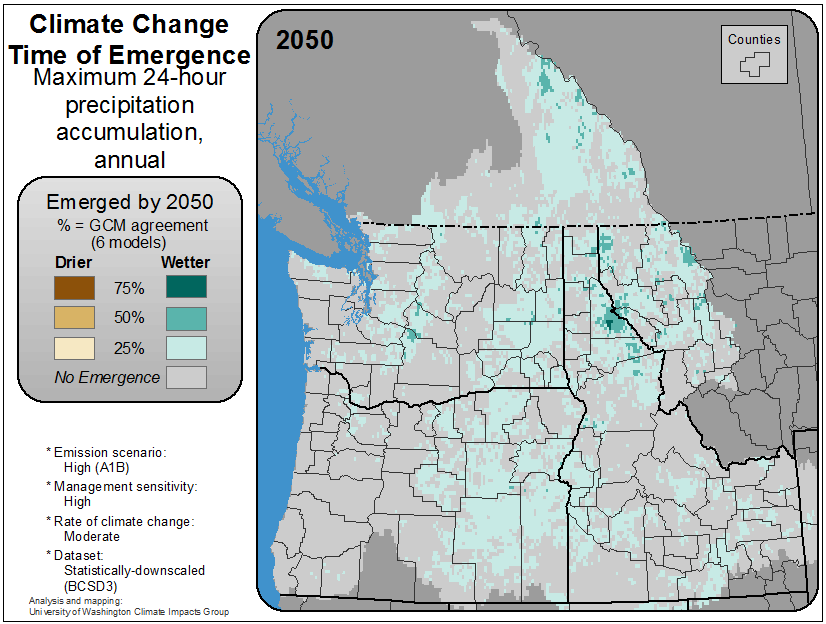 Climate Change
Time of Emergence
Maximum 24-hour
precipitation
accumulation,
annual
Emerged by 2050
% = GCM agreement
(6 models)
Drier Wetter
75%
50%
25%
No Emergence
* Emission scenario:
High (A1B)
* Management sensitivity:
High
* Rate of climate change:
Moderate
* Dataset:
Statistically-downscaled
(BCSD3)
Analysis and mapping:
University of Washington Climate Impacts Group
2050
Counties